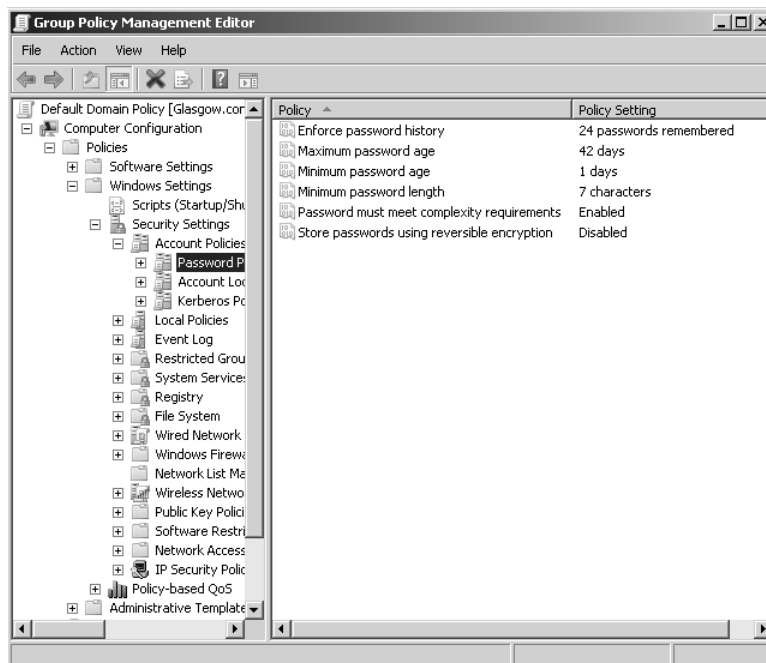 Group Policy Management Editor
File Action View Help
Default Domain Policy [Glasgow.cor
Computer Configuration
Policies
Software Settings
Windows Settings
Scripts (Startup/Shu
Security Settings
Account Policies
Password P
Account Loc
Kerberos Po
Local Policies
Event Log
Restricted Grou
System Services
Registry
File System
Wired Network
Windows Firewa
Network List Ma
Wireless Netwo
Public Key Polici
Software Restri
Network Access
IP Security Polic
Policy-based QoS
Administrative Template
Policy Policy Setting
Enforce password history 24 passwords remembered
Maximum password age 42 days
Minimum password age 1 days
Minimum password length 7 characters
Password must meet complexity requirements Enabled
Store passwords using reversible encryption Disabled